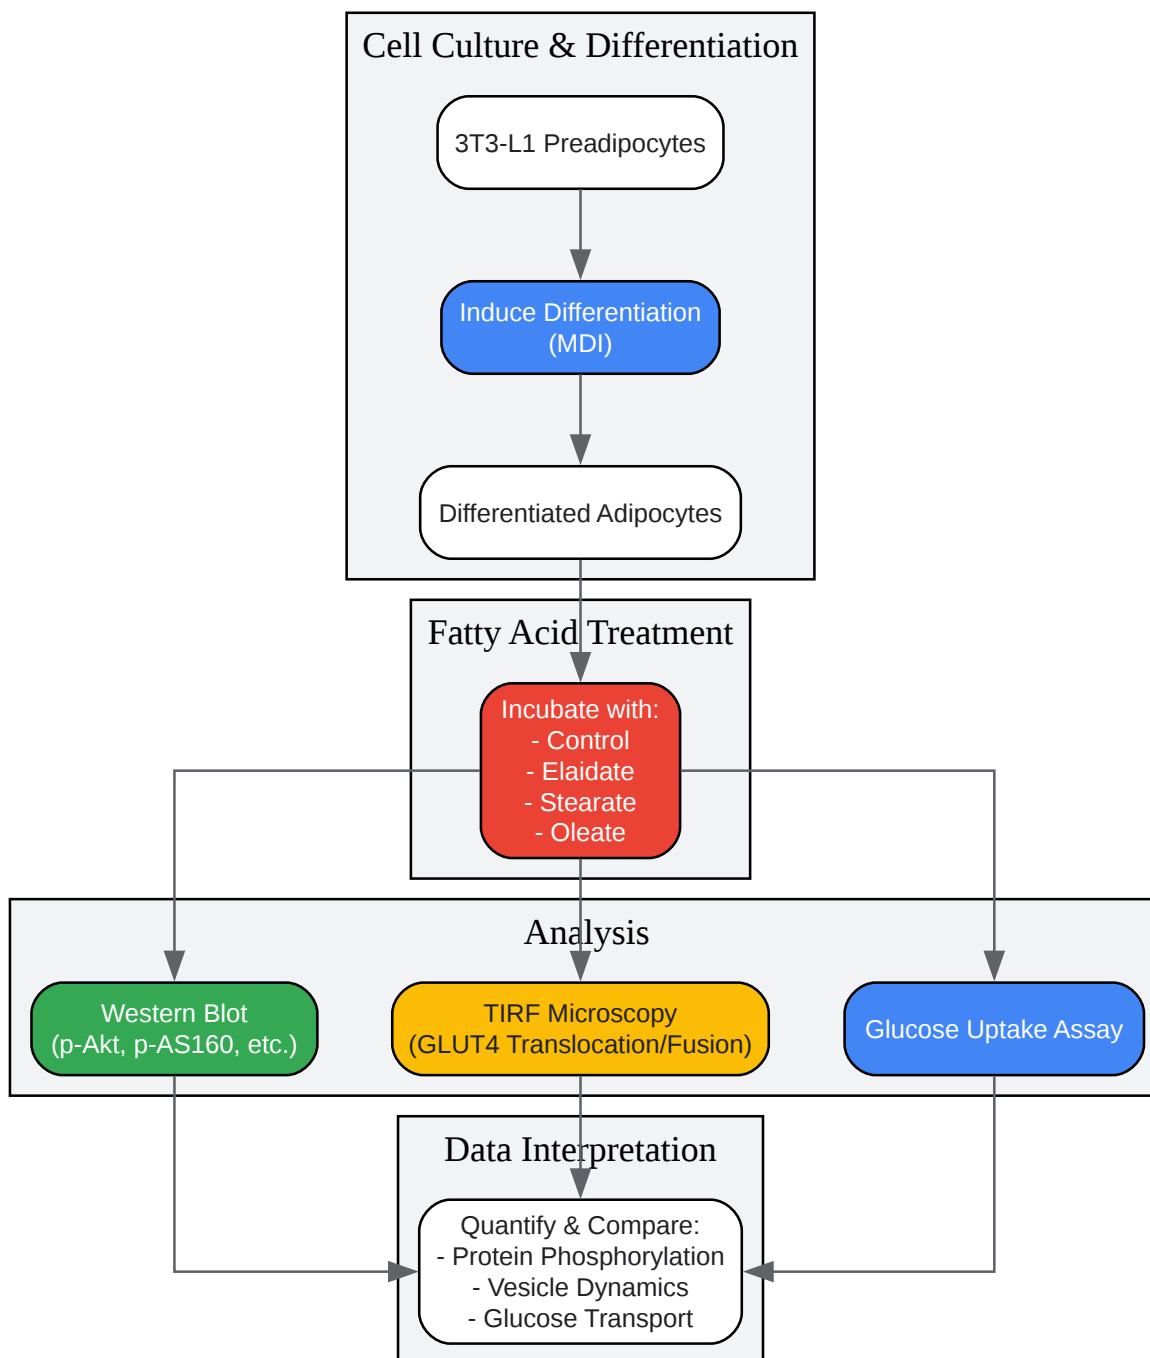 Cell Culture & Differentiation
3T3-L1 Preadipocytes
Induce Differentiation
(MDI)
Differentiated Adipocytes
Fatty Acid Treatment
Incubate with:
- Control
- Elaidate
- Stearate
- Oleate
Analysis
Western Blot
(p-Akt, p-AS160, etc.)
TIRF Microscopy
(GLUT4 Translocation/Fusion)
Glucose Uptake Assay
Data Interpretation
Quantify & Compare:
- Protein Phosphorylation
- Vesicle Dynamics
- Glucose Transport